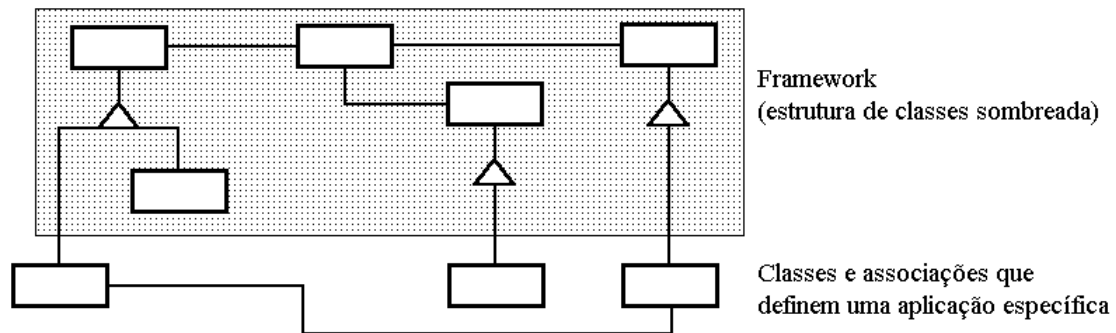 Framework
(estrutura de classes sombreada)
Classes e associações que
definem uma aplicação específica